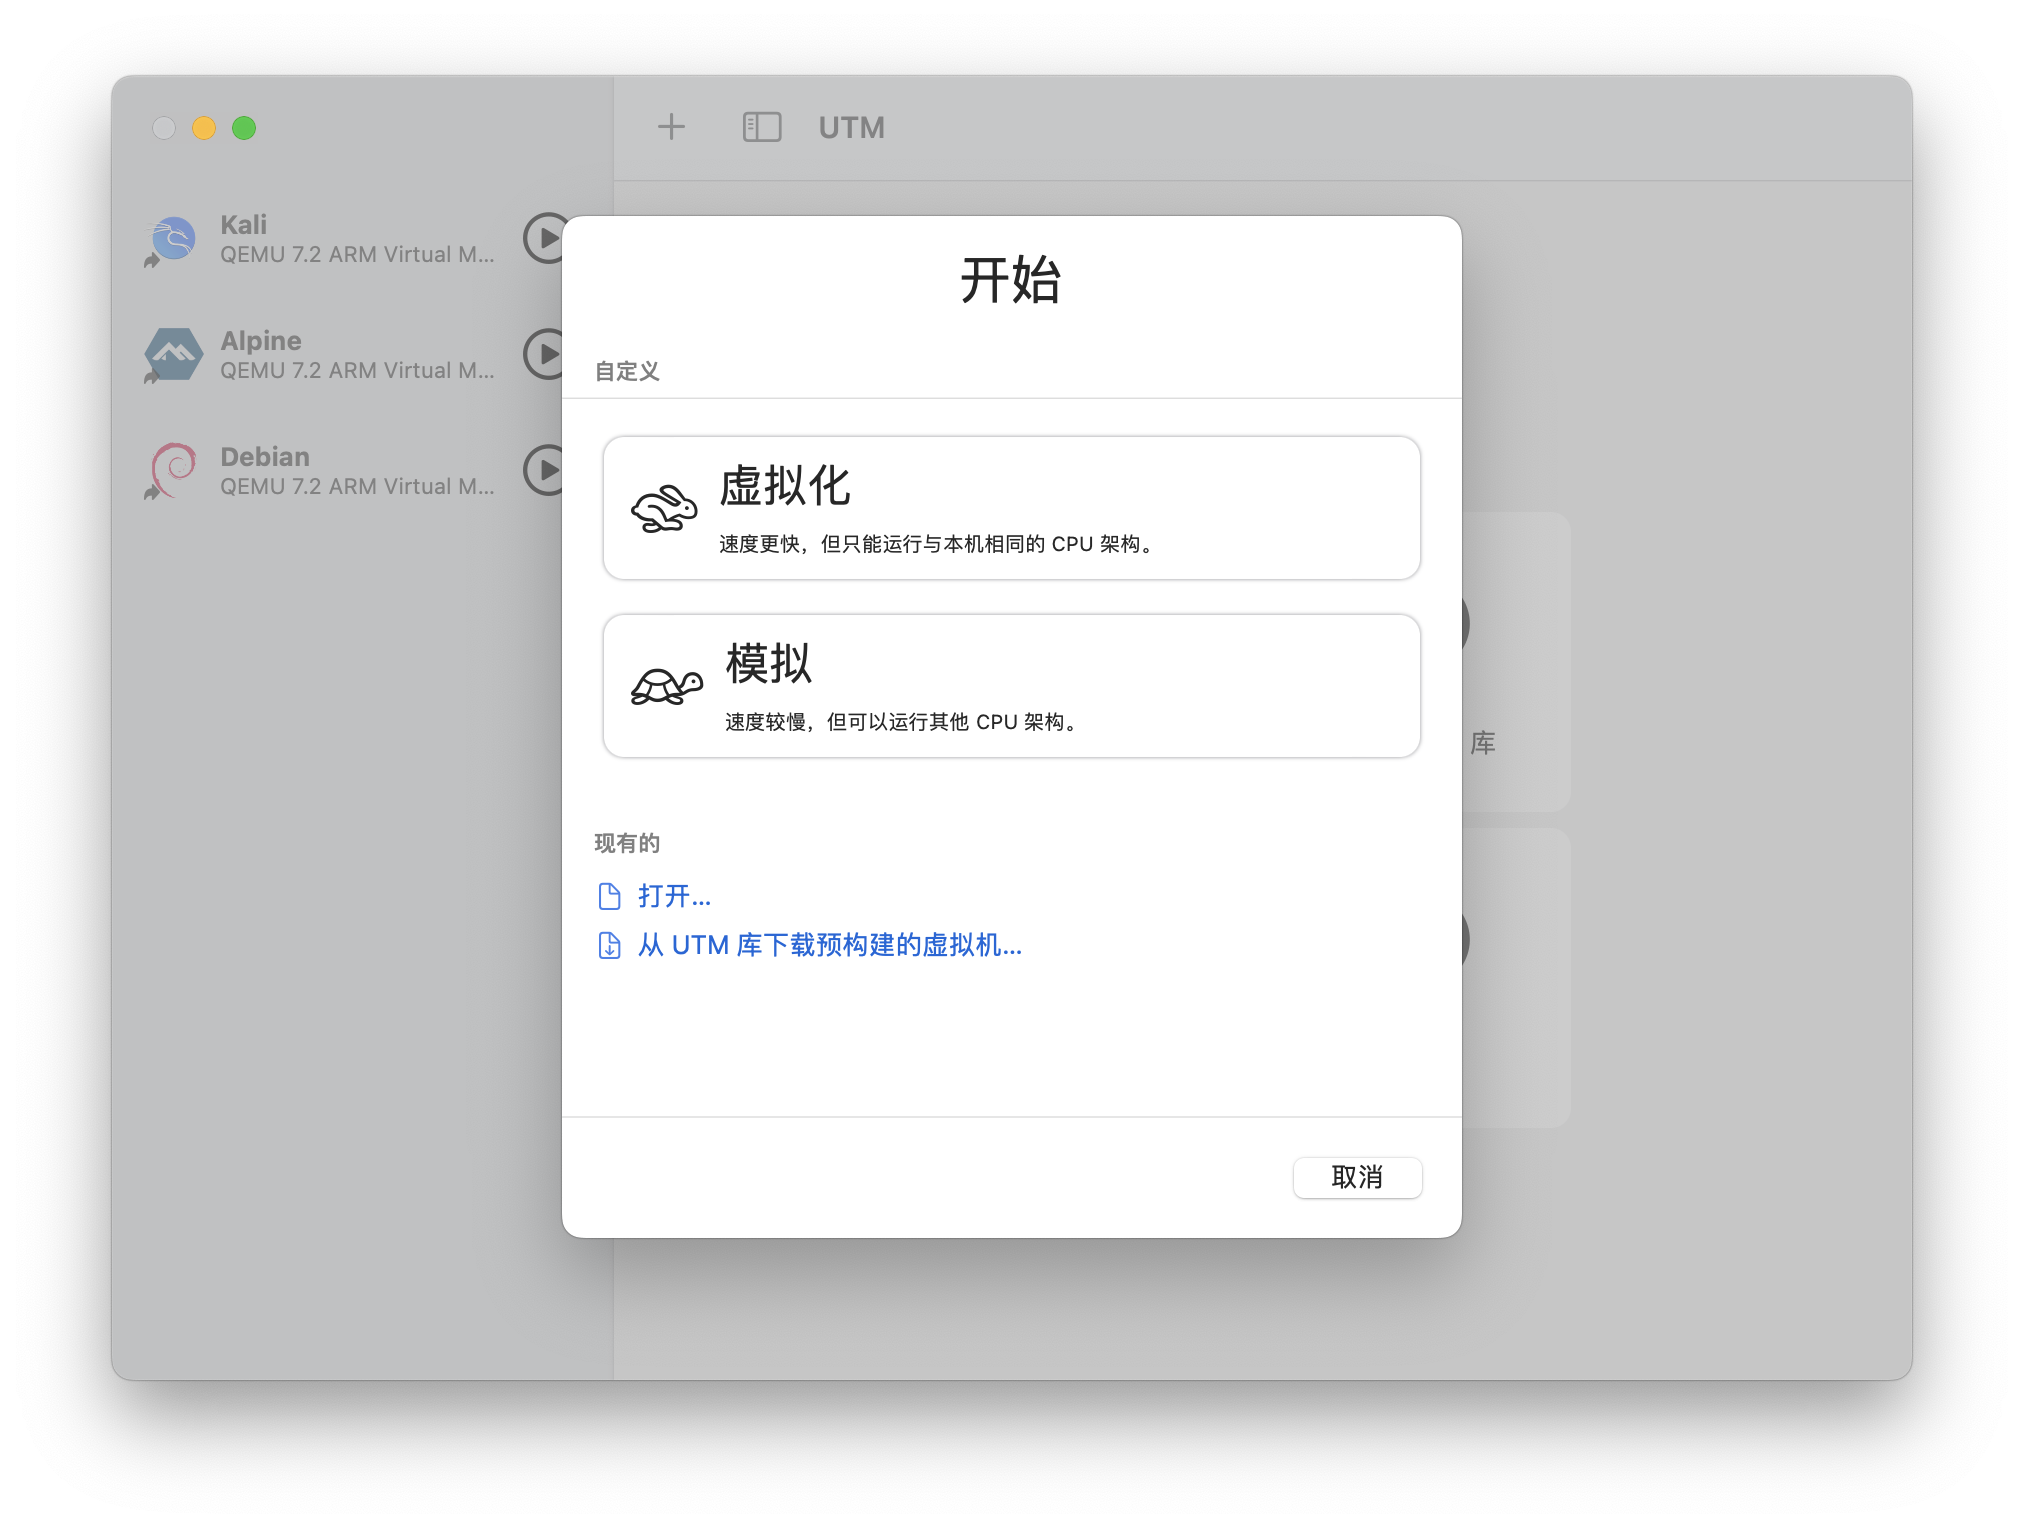 UTM
Kali
QEMU 7.2 ARM Virtual M...
Alpine
QEMU 7.2 ARM Virtual M...
Debian
QEMU 7.2 ARM Virtual M...
开始
自定义
虚拟化
速度更快，但只能运行与本机相同的 CPU 架构。
模拟
速度较慢，但可以运行其他 CPU 架构。
库
现有的
打开...
从 UTM 库下载预构建的虚拟机...
取消